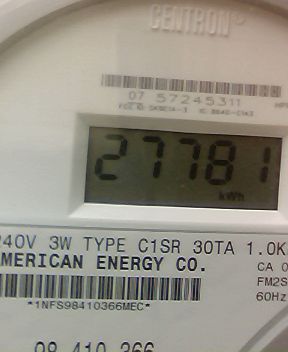 CENTRON®
07 57245311
27781
kWh
240V 3W TYPE C1SR 30TA 1.0K
AMERICAN ENERGY CO.
CA 0
FM2S
60Hz
*1NFS98410366MEC*
98 410 366